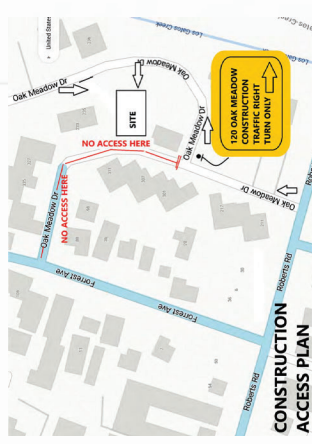 United States
Los Gatos Creek
Oak Meadow Dr
Oak Meadow
SITE
NO ACCESS HERE
Oak Meadow Dr
120 OAK MEADOW
CONSTRUCTION
TRAFFIC RIGHT
TURN ONLY
Oak Meadow Dr
NO ACCESS HERE
Oak Meadow Dr
Forrest Ave
Forrest Ave
Roberts Rd
Roberts Rd
CONSTRUCTION
ACCESS PLAN